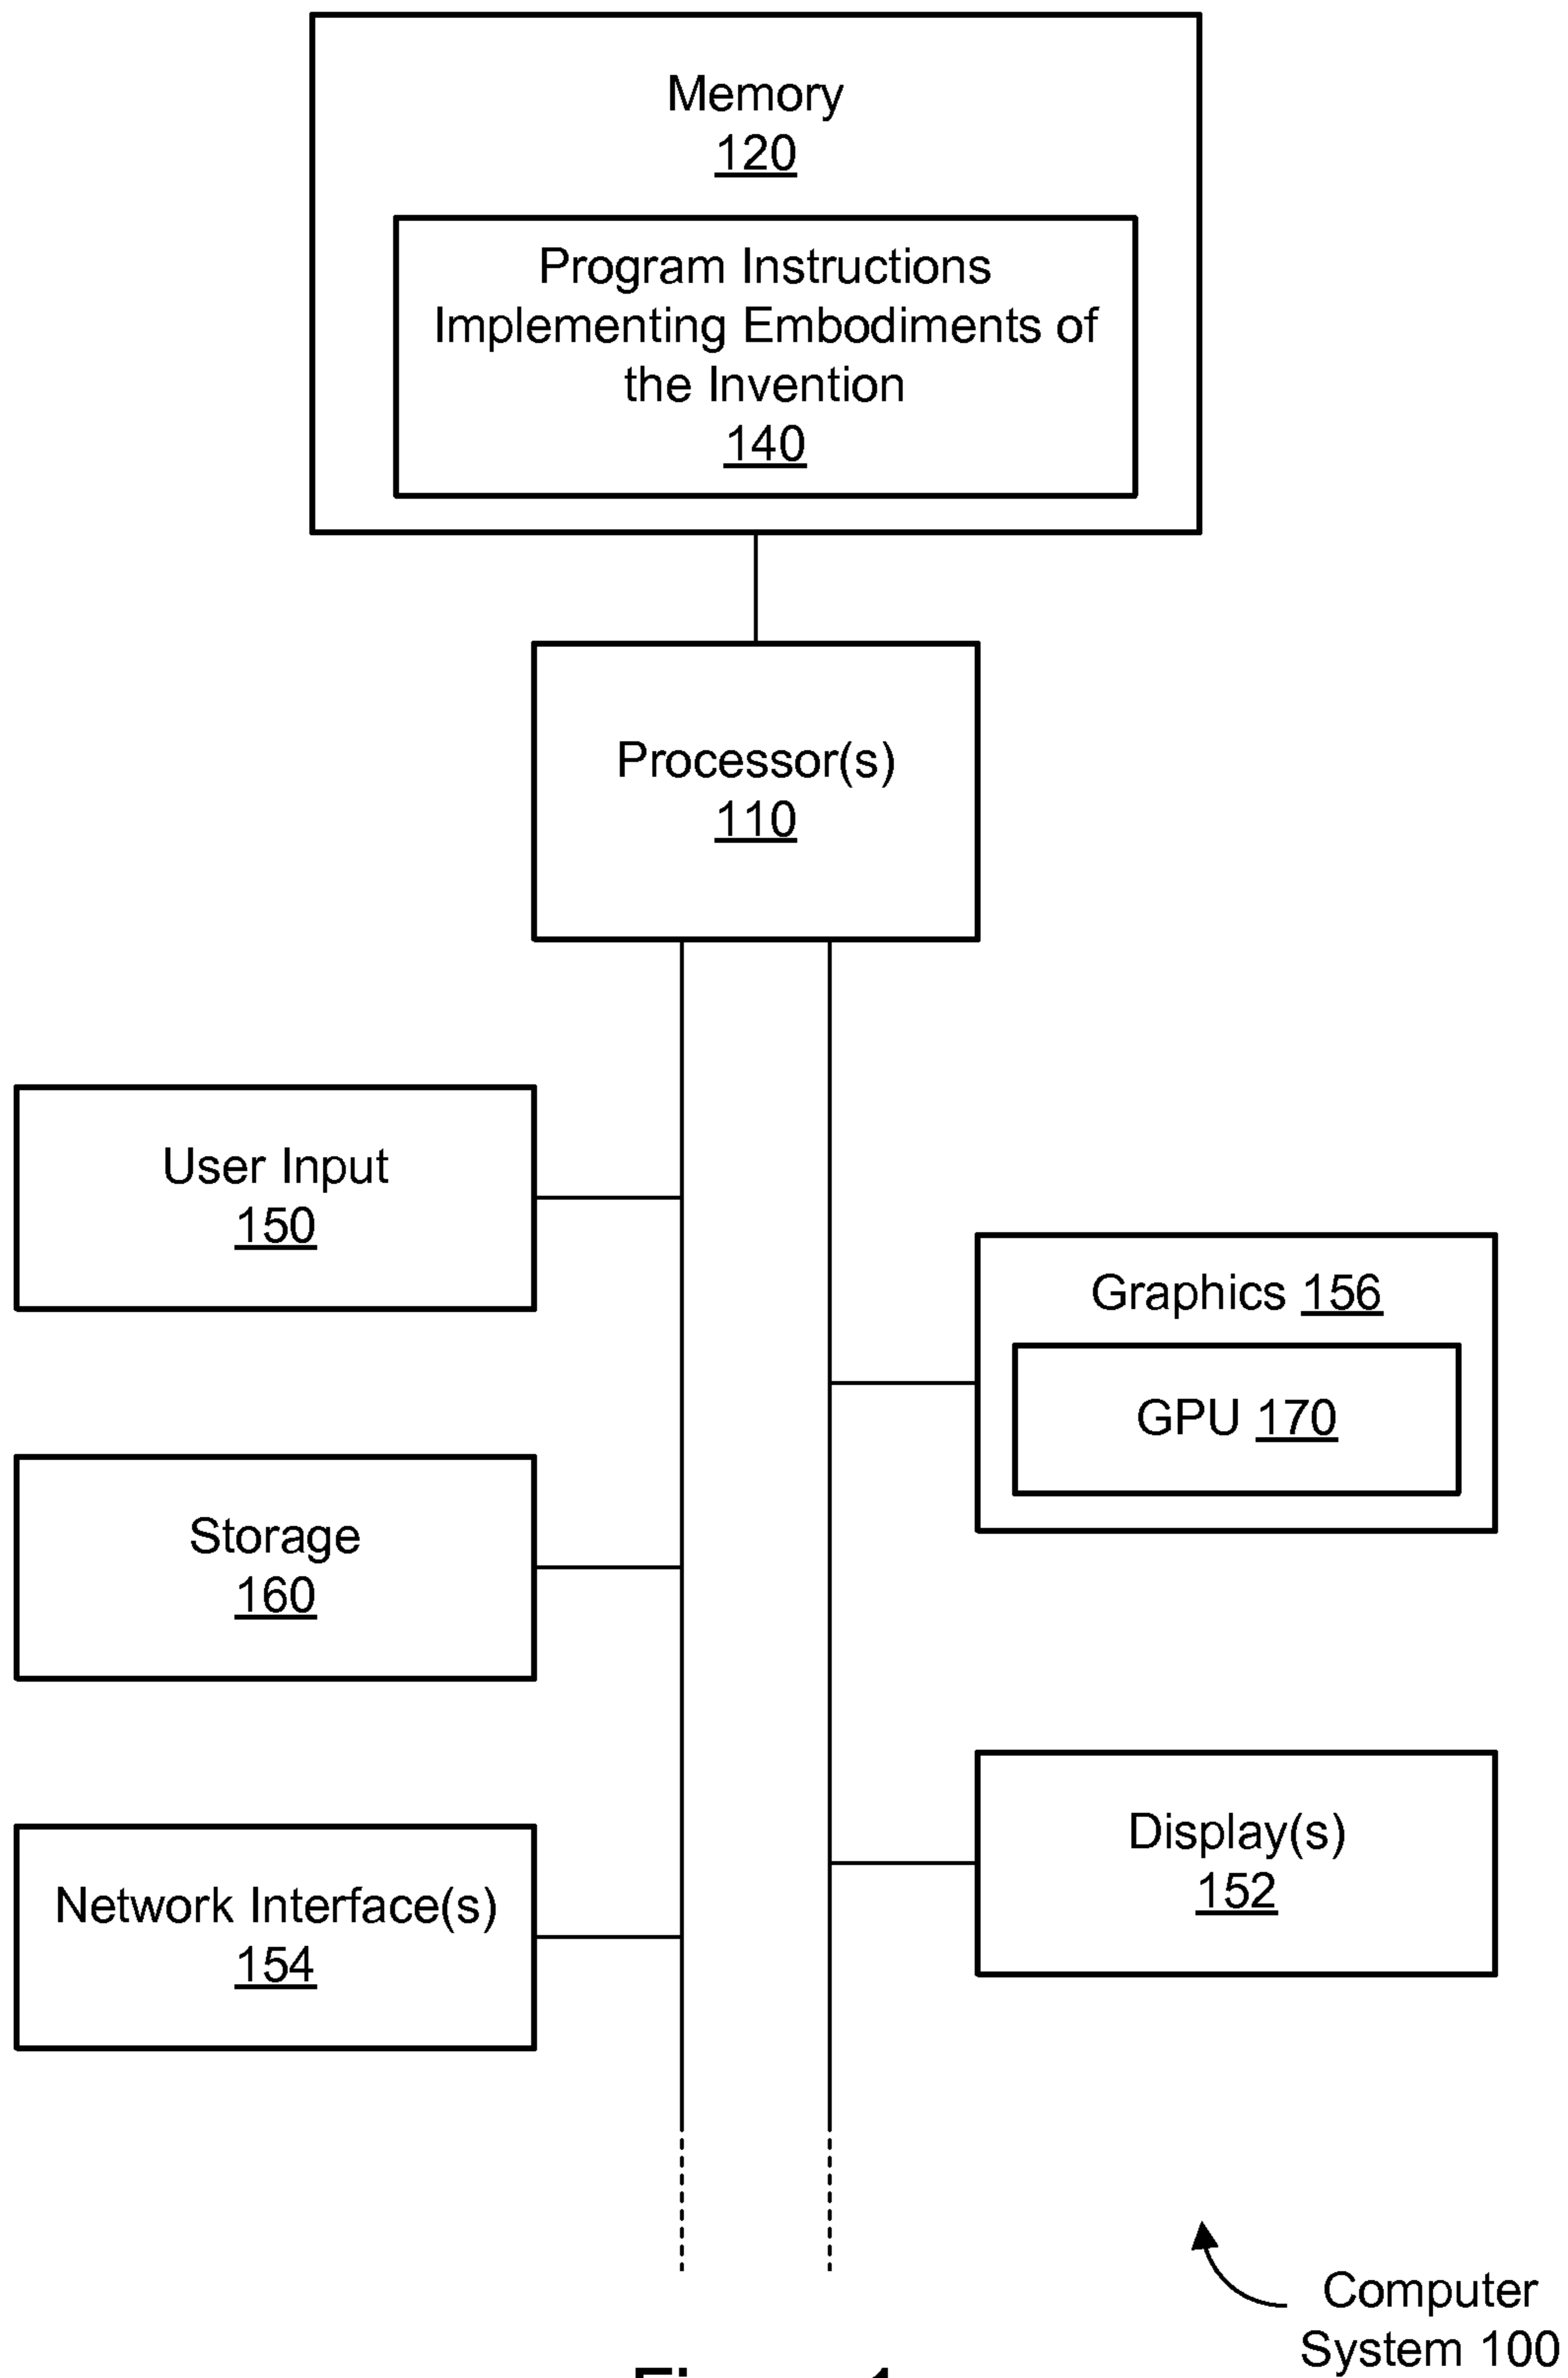 Memory
120
Program Instructions
Implementing Embodiments of
the Invention
140
Processor(s)
110
User Input
150
Graphics 156
GPU 170
Storage
160
Display(s)
152
Network Interface(s)
154
Computer
System 100